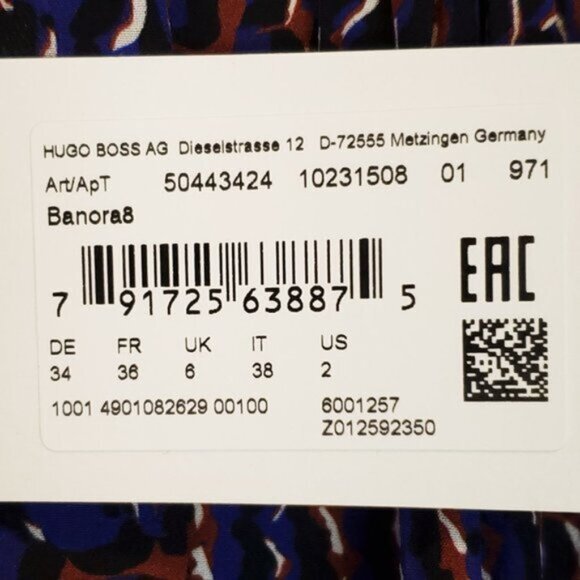 HUGO BOSS AG Dieselstrasse 12 D-72555 Metzingen Germany
Art/ApT 50443424 10231508 01 971
Banora8
7 91725 63887 5
EAC
DE FR UK IT US
34 36 6 38 2
1001 4901082629 00100 6001257
Z012592350